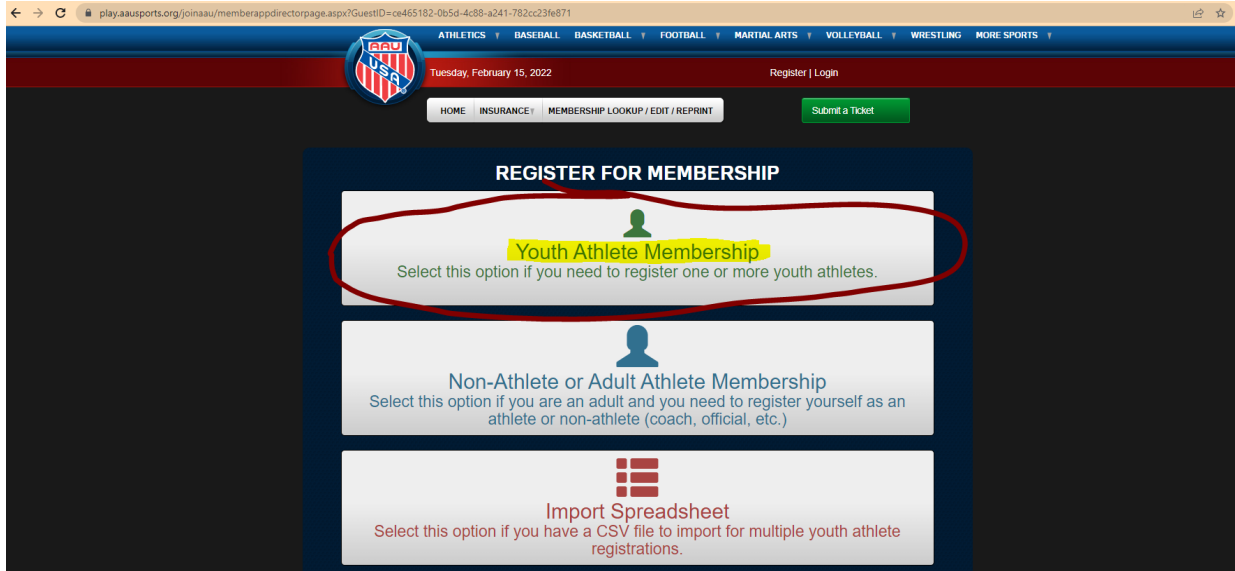 play.aausports.org/joinaau/memberappdirectorpage.aspx?GuestID=ce465182-0b5d-4c88-a241-782cc23fe871
ATHLETICS BASEBALL BASKETBALL FOOTBALL MARTIAL ARTS VOLLEYBALL WRESTLING MORE SPORTS
AAU
USA
Tuesday, February 15, 2022 Register | Login
HOME INSURANCE MEMBERSHIP LOOKUP / EDIT / REPRINT Submit a Ticket
REGISTER FOR MEMBERSHIP
Youth Athlete Membership
Select this option if you need to register one or more youth athletes.
Non-Athlete or Adult Athlete Membership
Select this option if you are an adult and you need to register yourself as an
athlete or non-athlete (coach, official, etc.)
Import Spreadsheet
Select this option if you have a CSV file to import for multiple youth athlete
registrations.